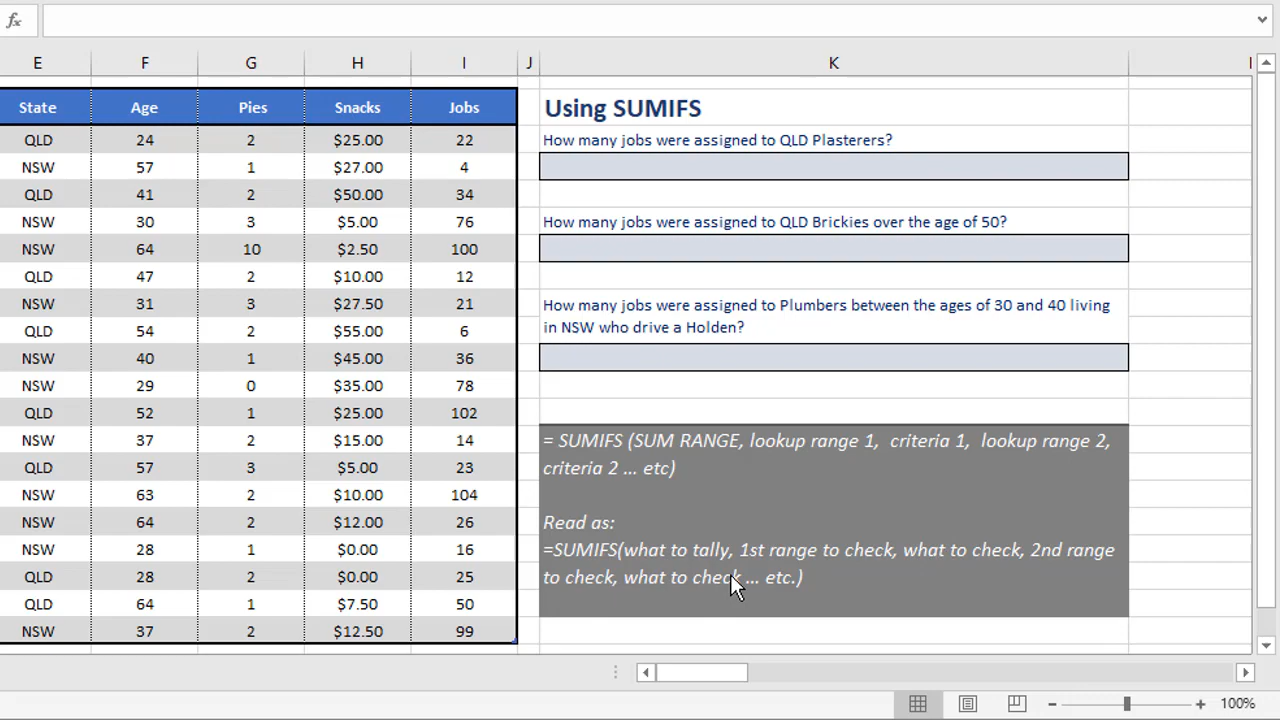 fx
E F G H I J K
State Age Pies Snacks Jobs
QLD 24 2 $25.00 22
NSW 57 1 $27.00 4
QLD 41 2 $50.00 34
NSW 30 3 $5.00 76
NSW 64 10 $2.50 100
QLD 47 2 $10.00 12
NSW 31 3 $27.50 21
QLD 54 2 $55.00 6
NSW 40 1 $45.00 36
NSW 29 0 $35.00 78
QLD 52 1 $25.00 102
NSW 37 2 $15.00 14
QLD 57 3 $5.00 23
NSW 63 2 $10.00 104
NSW 64 2 $12.00 26
NSW 28 1 $0.00 16
QLD 28 2 $0.00 25
QLD 64 1 $7.50 50
NSW 37 2 $12.50 99
Using SUMIFS
How many jobs were assigned to QLD Plasterers?
How many jobs were assigned to QLD Brickies over the age of 50?
How many jobs were assigned to Plumbers between the ages of 30 and 40 living
in NSW who drive a Holden?
= SUMIFS (SUM RANGE, lookup range 1, criteria 1, lookup range 2,
criteria 2 ... etc)
Read as:
=SUMIFS(what to tally, 1st range to check, what to check, 2nd range
to check, what to check ... etc.)
100%